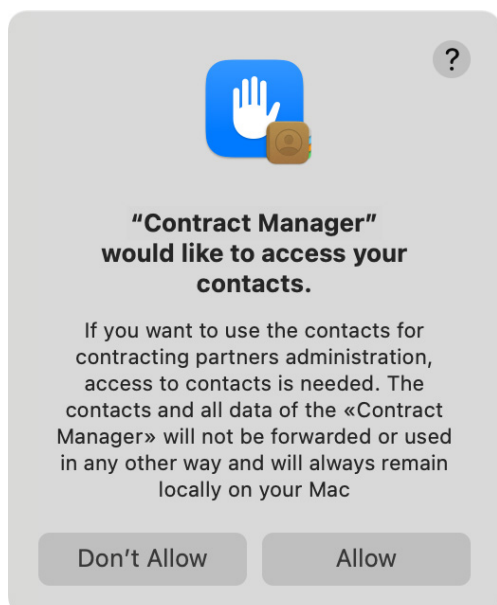 ?
“Contract Manager”
would like to access your
contacts.
If you want to use the contacts for
contracting partners administration,
access to contacts is needed. The
contacts and all data of the «Contract
Manager» will not be forwarded or used
in any other way and will always remain
locally on your Mac
Don’t Allow
Allow